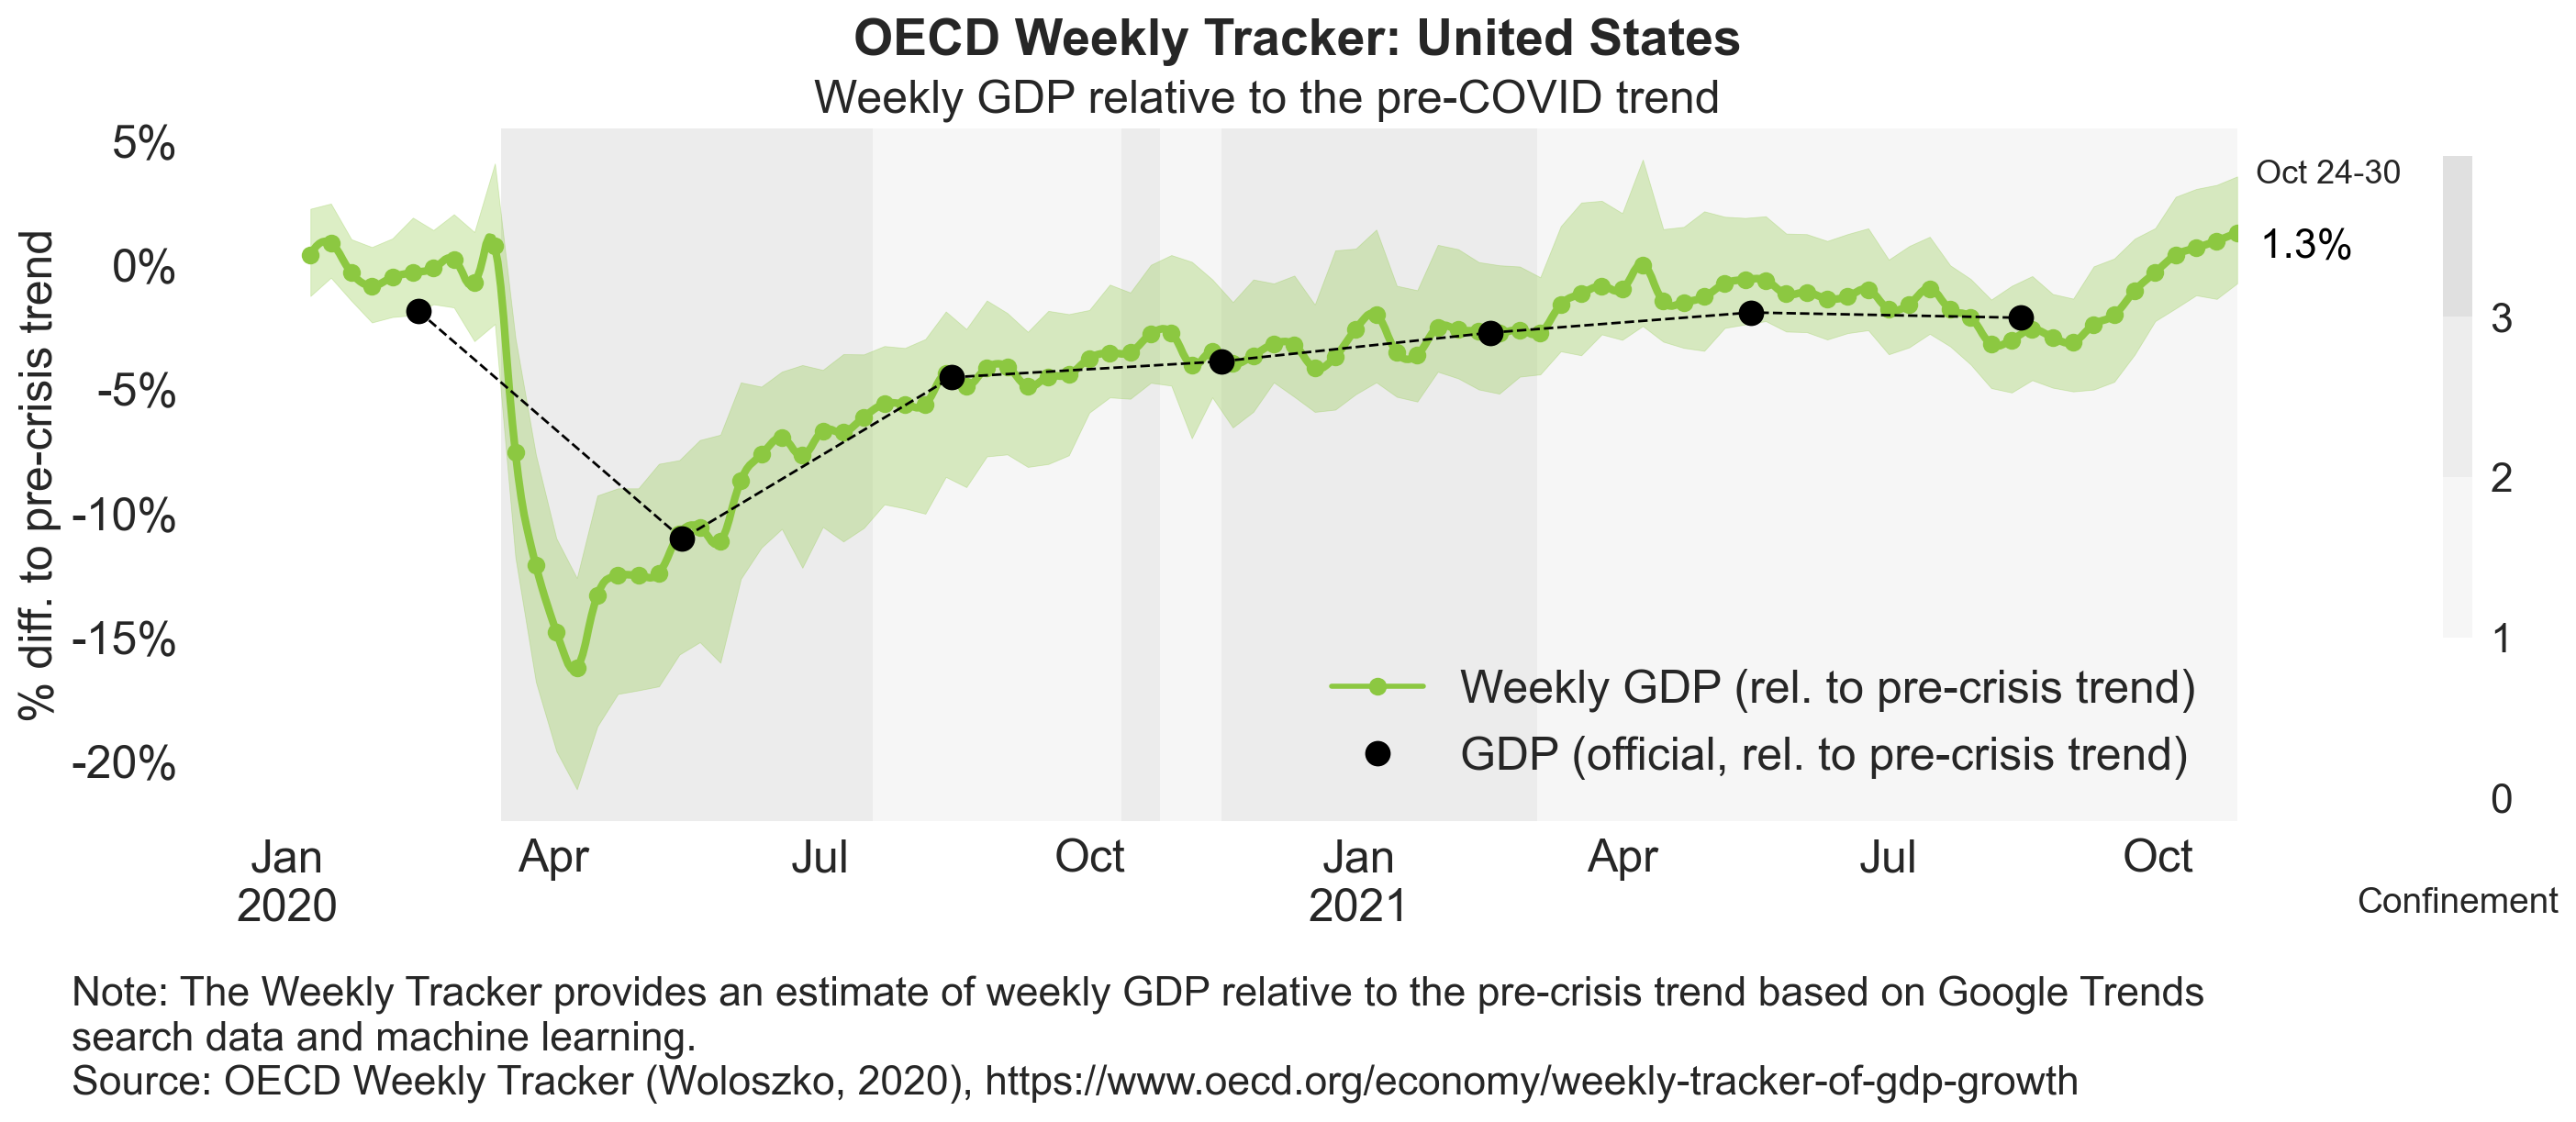 OECD Weekly Tracker: United States
Weekly GDP relative to the pre-COVID trend
% diff. to pre-crisis trend
5%
0%
-5%
-10%
-15%
-20%
Oct 24-30
1.3%
3
2
1
0
Confinement
Weekly GDP (rel. to pre-crisis trend)
GDP (official, rel. to pre-crisis trend)
Jan Apr Jul Oct Jan Apr Jul Oct
2020 2021
Note: The Weekly Tracker provides an estimate of weekly GDP relative to the pre-crisis trend based on Google Trends
search data and machine learning.
Source: OECD Weekly Tracker (Woloszko, 2020), https://www.oecd.org/economy/weekly-tracker-of-gdp-growth